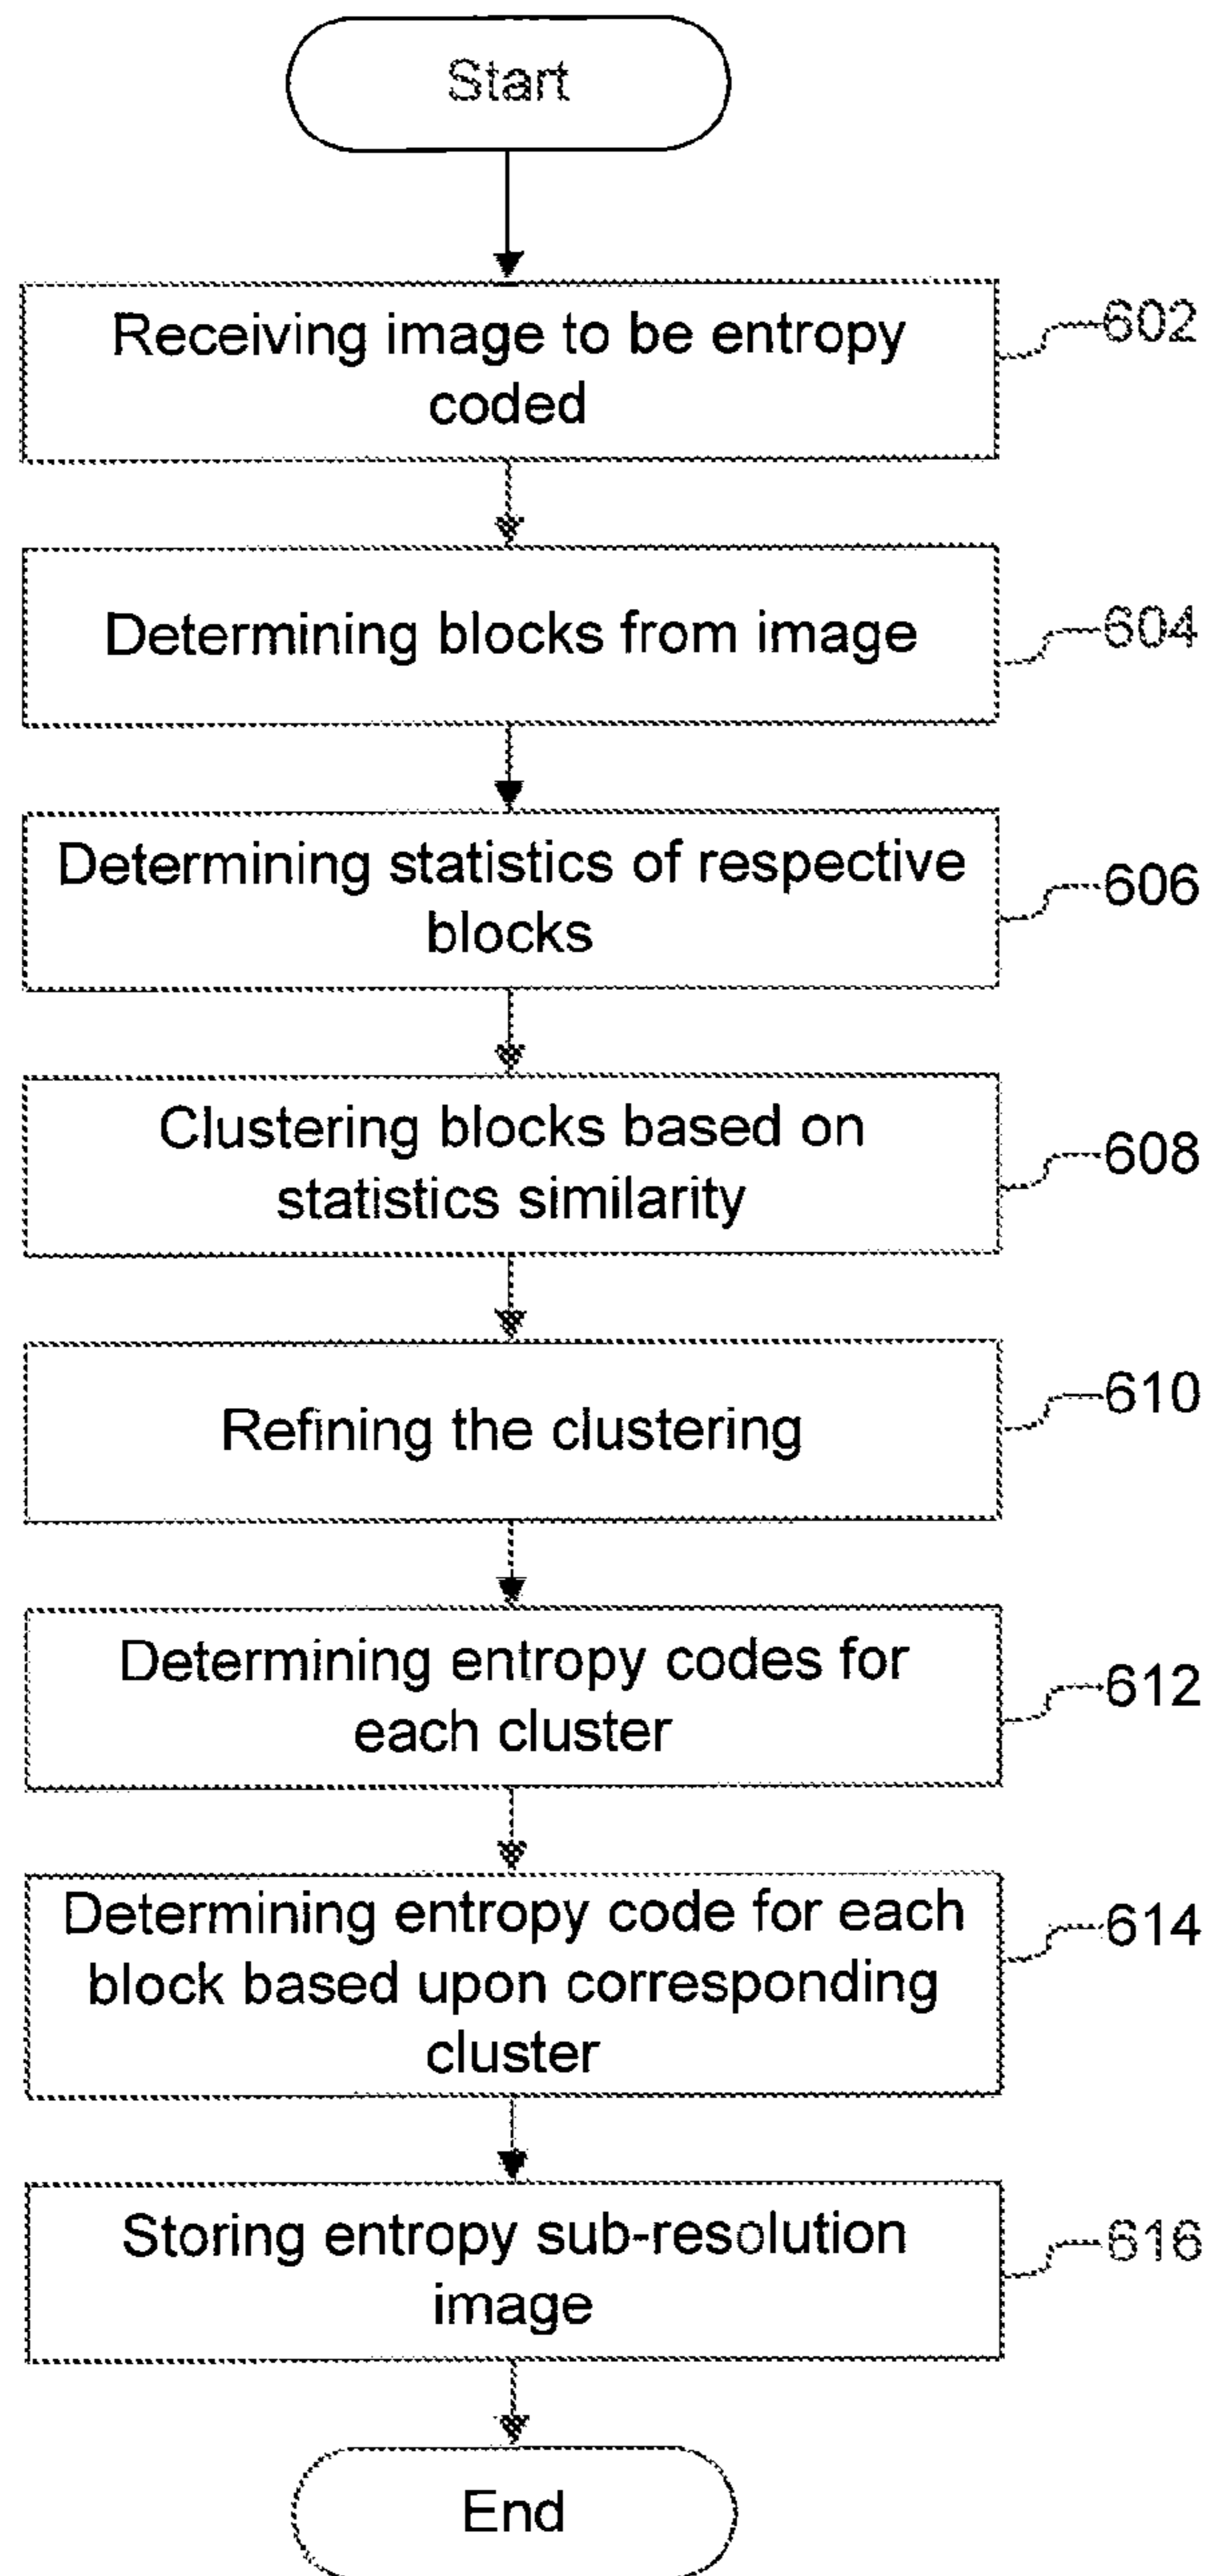 Start
Receiving image to be entropy
coded
602
Determining blocks from image
604
Determining statistics of respective
blocks
606
Clustering blocks based on
statistics similarity
608
Refining the clustering
610
Determining entropy codes for
each cluster
612
Determining entropy code for each
block based upon corresponding
cluster
614
Storing entropy sub-resolution
image
616
End